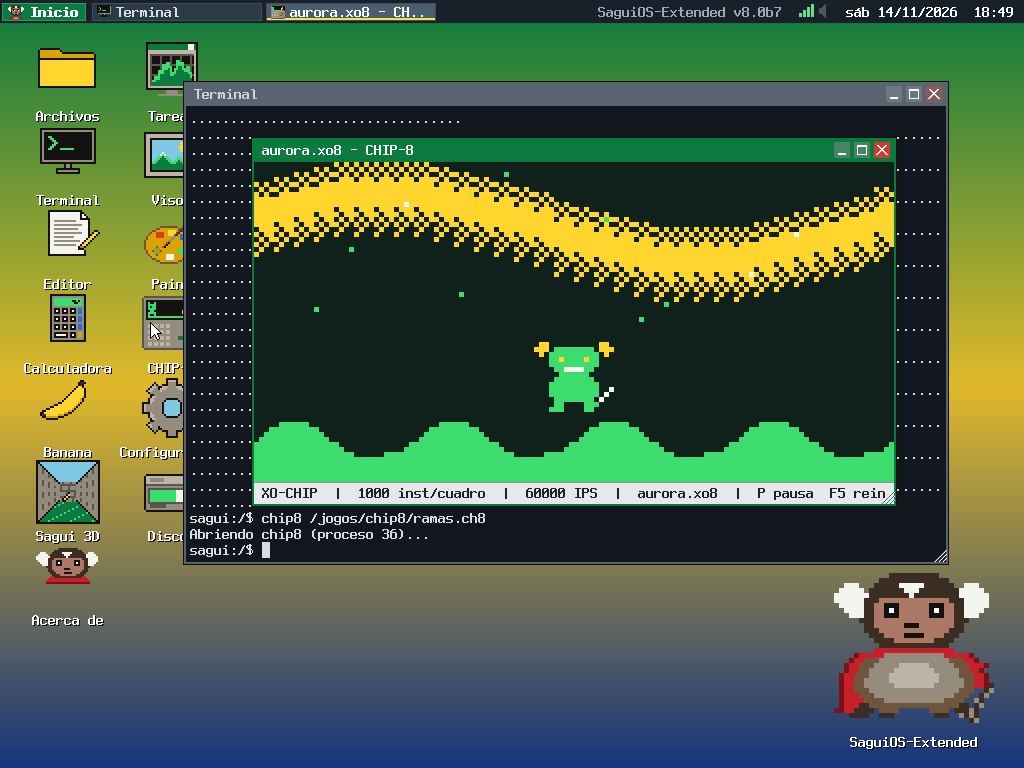 Inicio
Terminal
aurora.xo8 - CH..
SaguiOS-Extended v8.0b7
sáb 14/11/2026 18:49
Archivos
Terminal
Editor
Calculadora
Banana
Sagui 3D
Acerca de
Terminal
aurora.xo8 - CHIP-8
XO-CHIP | 1000 inst/cuadro | 60000 IPS | aurora.xo8 | P pausa F5 rein
sagui:/$ chip8 /jogos/chip8/ramas.ch8
Abriendo chip8 (proceso 36)...
sagui:/$
SaguiOS-Extended